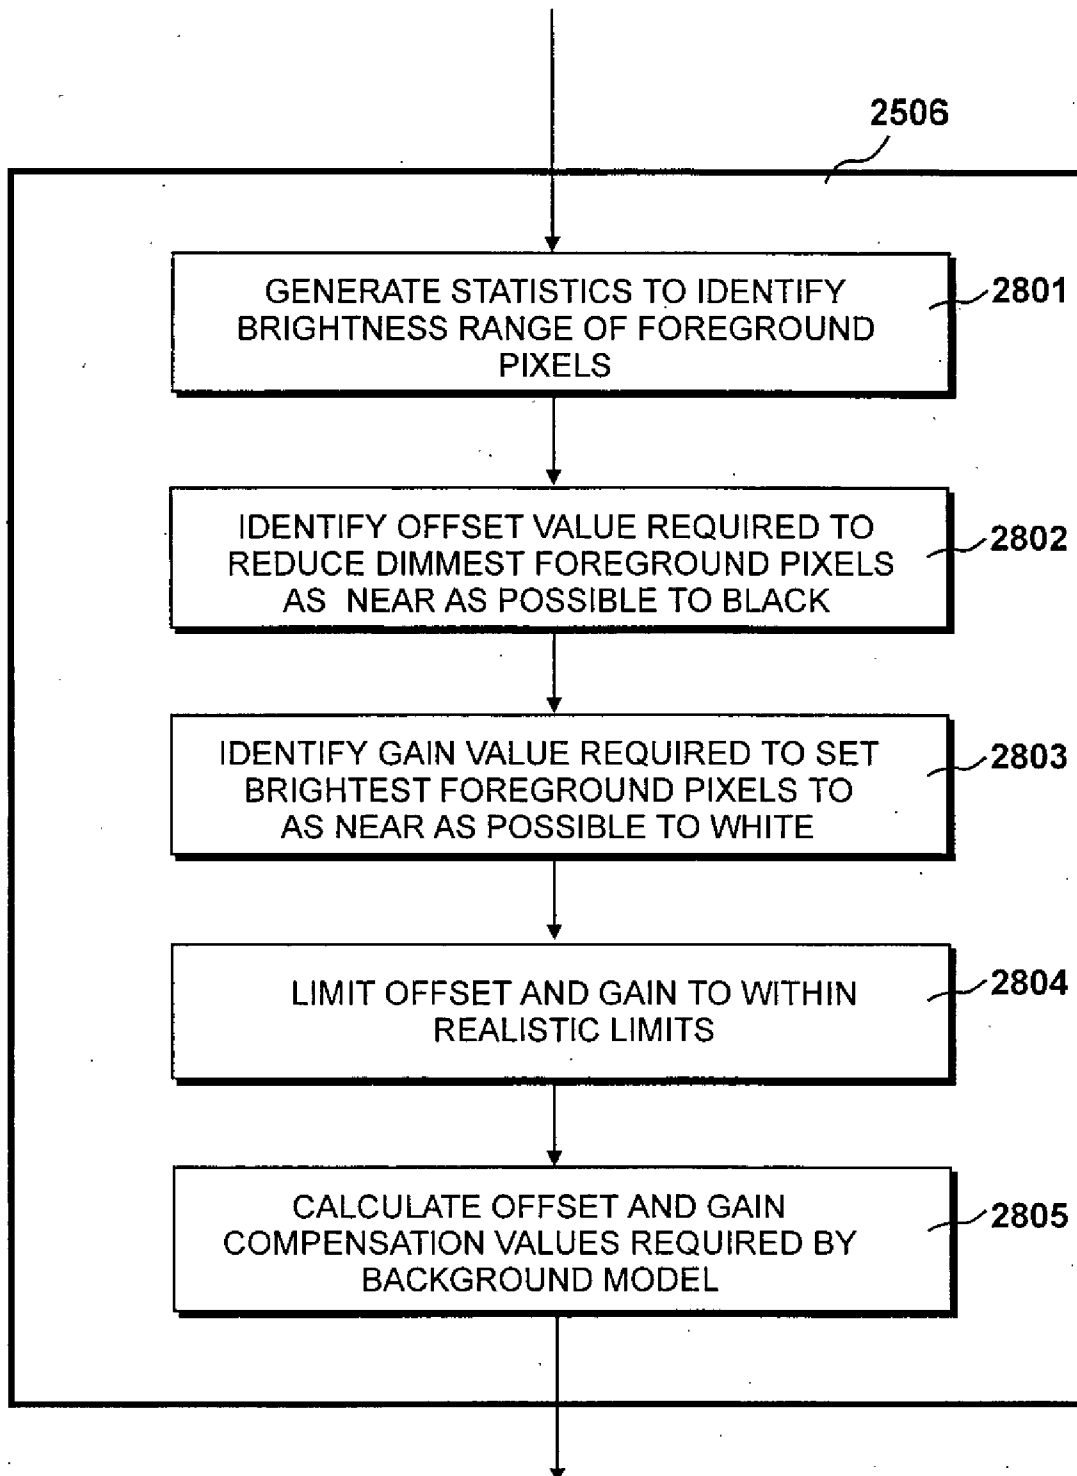 2506
GENERATE STATISTICS TO IDENTIFY
BRIGHTNESS RANGE OF FOREGROUND
PIXELS
2801
IDENTIFY OFFSET VALUE REQUIRED TO
REDUCE DIMMEST FOREGROUND PIXELS
AS NEAR AS POSSIBLE TO BLACK
2802
IDENTIFY GAIN VALUE REQUIRED TO SET
BRIGHTEST FOREGROUND PIXELS TO
AS NEAR AS POSSIBLE TO WHITE
2803
LIMIT OFFSET AND GAIN TO WITHIN
REALISTIC LIMITS
2804
CALCULATE OFFSET AND GAIN
COMPENSATION VALUES REQUIRED BY
BACKGROUND MODEL
2805